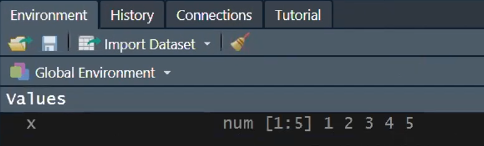 Environment History Connections Tutorial
Import Dataset
Global Environment
Values
x num [1:5] 1 2 3 4 5